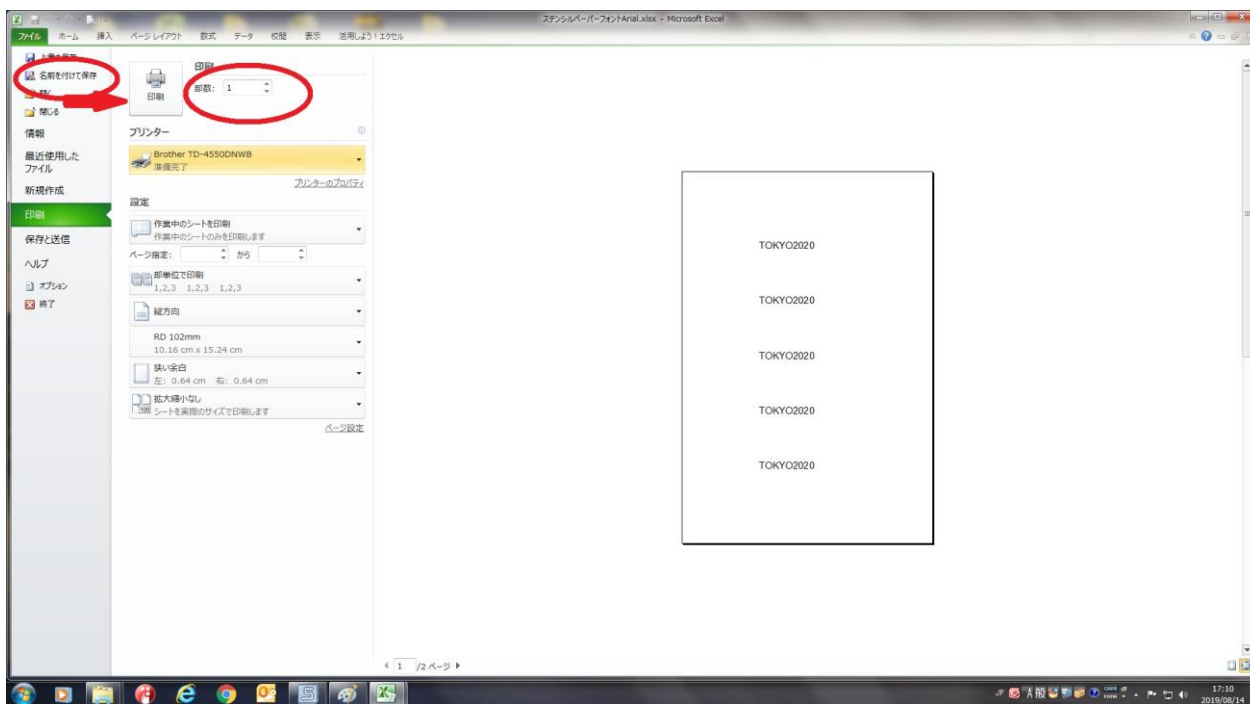 ステンシルペーパーフォントArial.xlsx - Microsoft Excel
ファイル ホーム 挿入 ページ レイアウト 数式 データ 校閲 表示 活用しよう！エクセル
上書き保存
名前を付けて保存
開く
閉じる
情報
最近使用した
ファイル
新規作成
印刷
保存と送信
ヘルプ
オプション
終了
印刷
印刷
部数: 1
プリンター
Brother TD-4550DNWB
準備完了
プリンターのプロパティ
設定
作業中のシートを印刷
作業中のシートのみを印刷します
ページ指定: から
部単位で印刷
1,2,3 1,2,3 1,2,3
縦方向
RD 102mm
10.16 cm x 15.24 cm
狭い余白
左: 0.64 cm 右: 0.64 cm
拡大縮小なし
シートを実際のサイズで印刷します
ページ設定
TOKYO2020
TOKYO2020
TOKYO2020
TOKYO2020
TOKYO2020
1 /2 ページ
JP A 般 CAPS KANA
17:10
2019/08/14